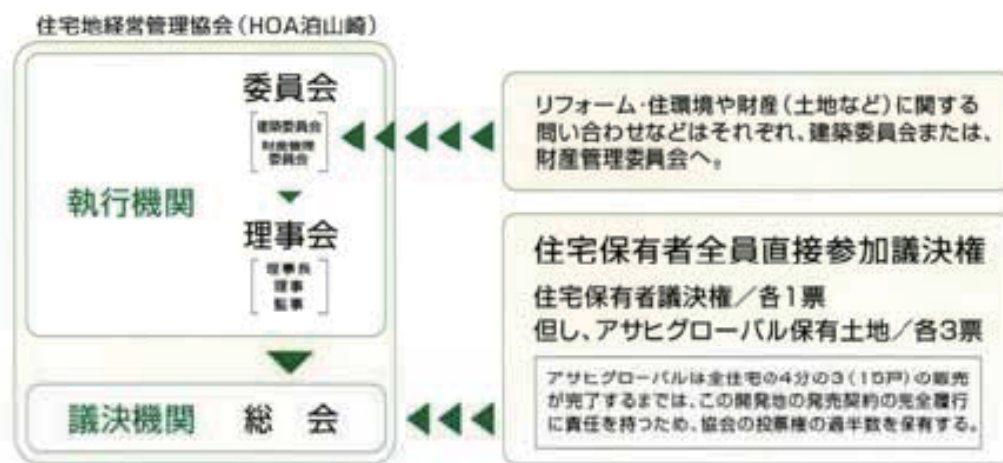 住宅地経営管理協会(HOA泊山崎)
委員会
建築委員会
財産管理
委員会
執行機関
理事会
理事長
理事
監事
議決機関 総 会
リフォーム・住環境や財産(土地など)に関する
問い合わせなどはそれぞれ、建築委員会または、
財産管理委員会へ。
住宅保有者全員直接参加議決権
住宅保有者議決権/各1票
但し、アサヒグローバル保有土地/各3票
アサヒグローバルは全住宅の4分の3(15戸)の販売
が完了するまでは、この開発地の発売契約の完全履行
に責任を持つため、協会の投票権の過半数を保有する。